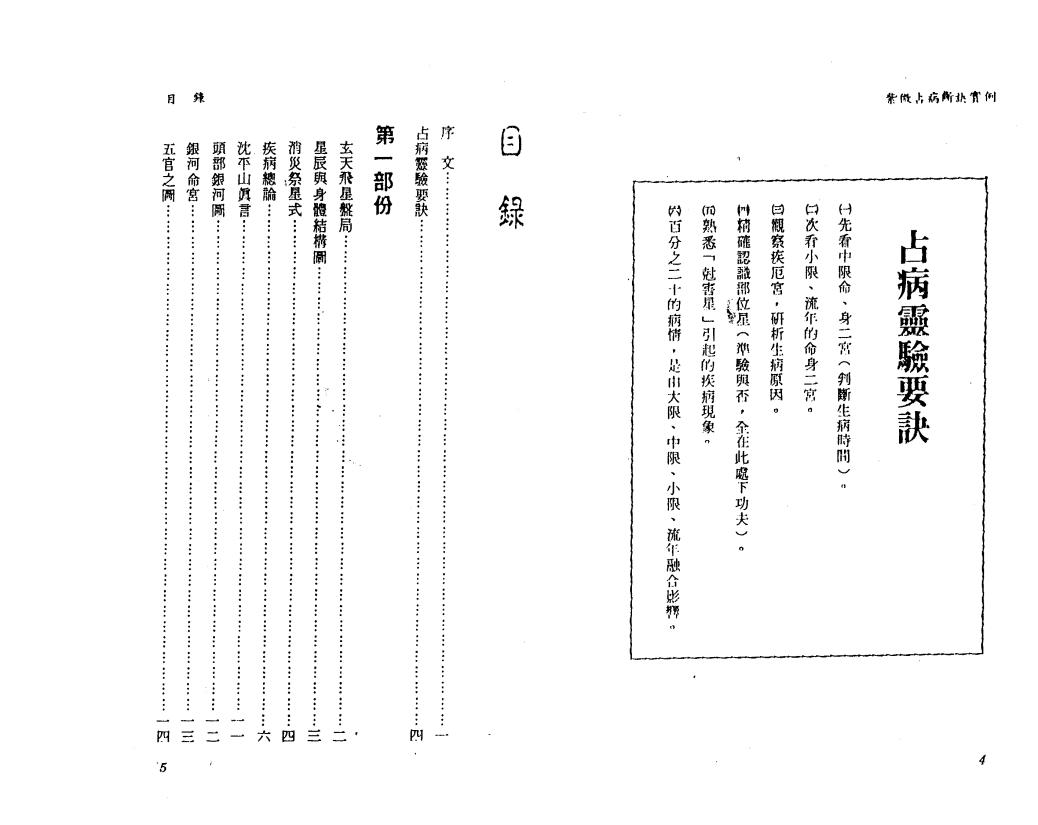 紫微占病斷訣實例
占病靈驗要訣
㈠先看中限命、身二宮（判斷生病時間）。
㈡次看小限、流年的命身二宮。
㈢觀察疾厄宮，研析生病原因。
㈣精確認識部位星（準驗與否，全在此處下功夫）。
㈤熟悉「尅害星」引起的疾病現象。
㈥百分之二十的病情，是由大限、中限、小限、流年融合影響。
4
目錄
目錄
序文……一
占病靈驗要訣……四
第一部份
玄天飛星盤局……二
星辰與身體結構圖……三
消災祭星式……四
疾病總論……六
沈平山眞言……一一
頭部銀河圖……一二
銀河命宮……一三
五官之圖……一四
5